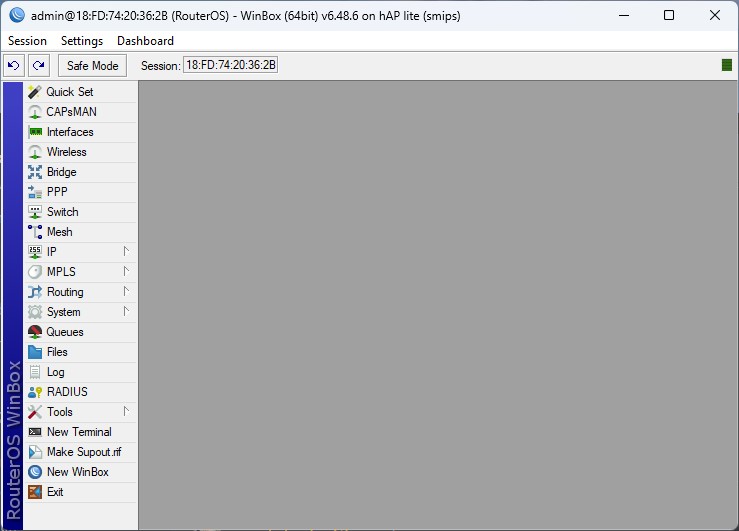 admin@18:FD:74:20:36:2B (RouterOS) - WinBox (64bit) v6.48.6 on hAP lite (smips)
Session Settings Dashboard
Safe Mode Session: 18:FD:74:20:36:2B
Quick Set
CAPsMAN
Interfaces
Wireless
Bridge
PPP
Switch
Mesh
IP
MPLS
Routing
System
Queues
Files
Log
RADIUS
Tools
New Terminal
Make Supout.rif
New WinBox
Exit
RouterOS WinBox